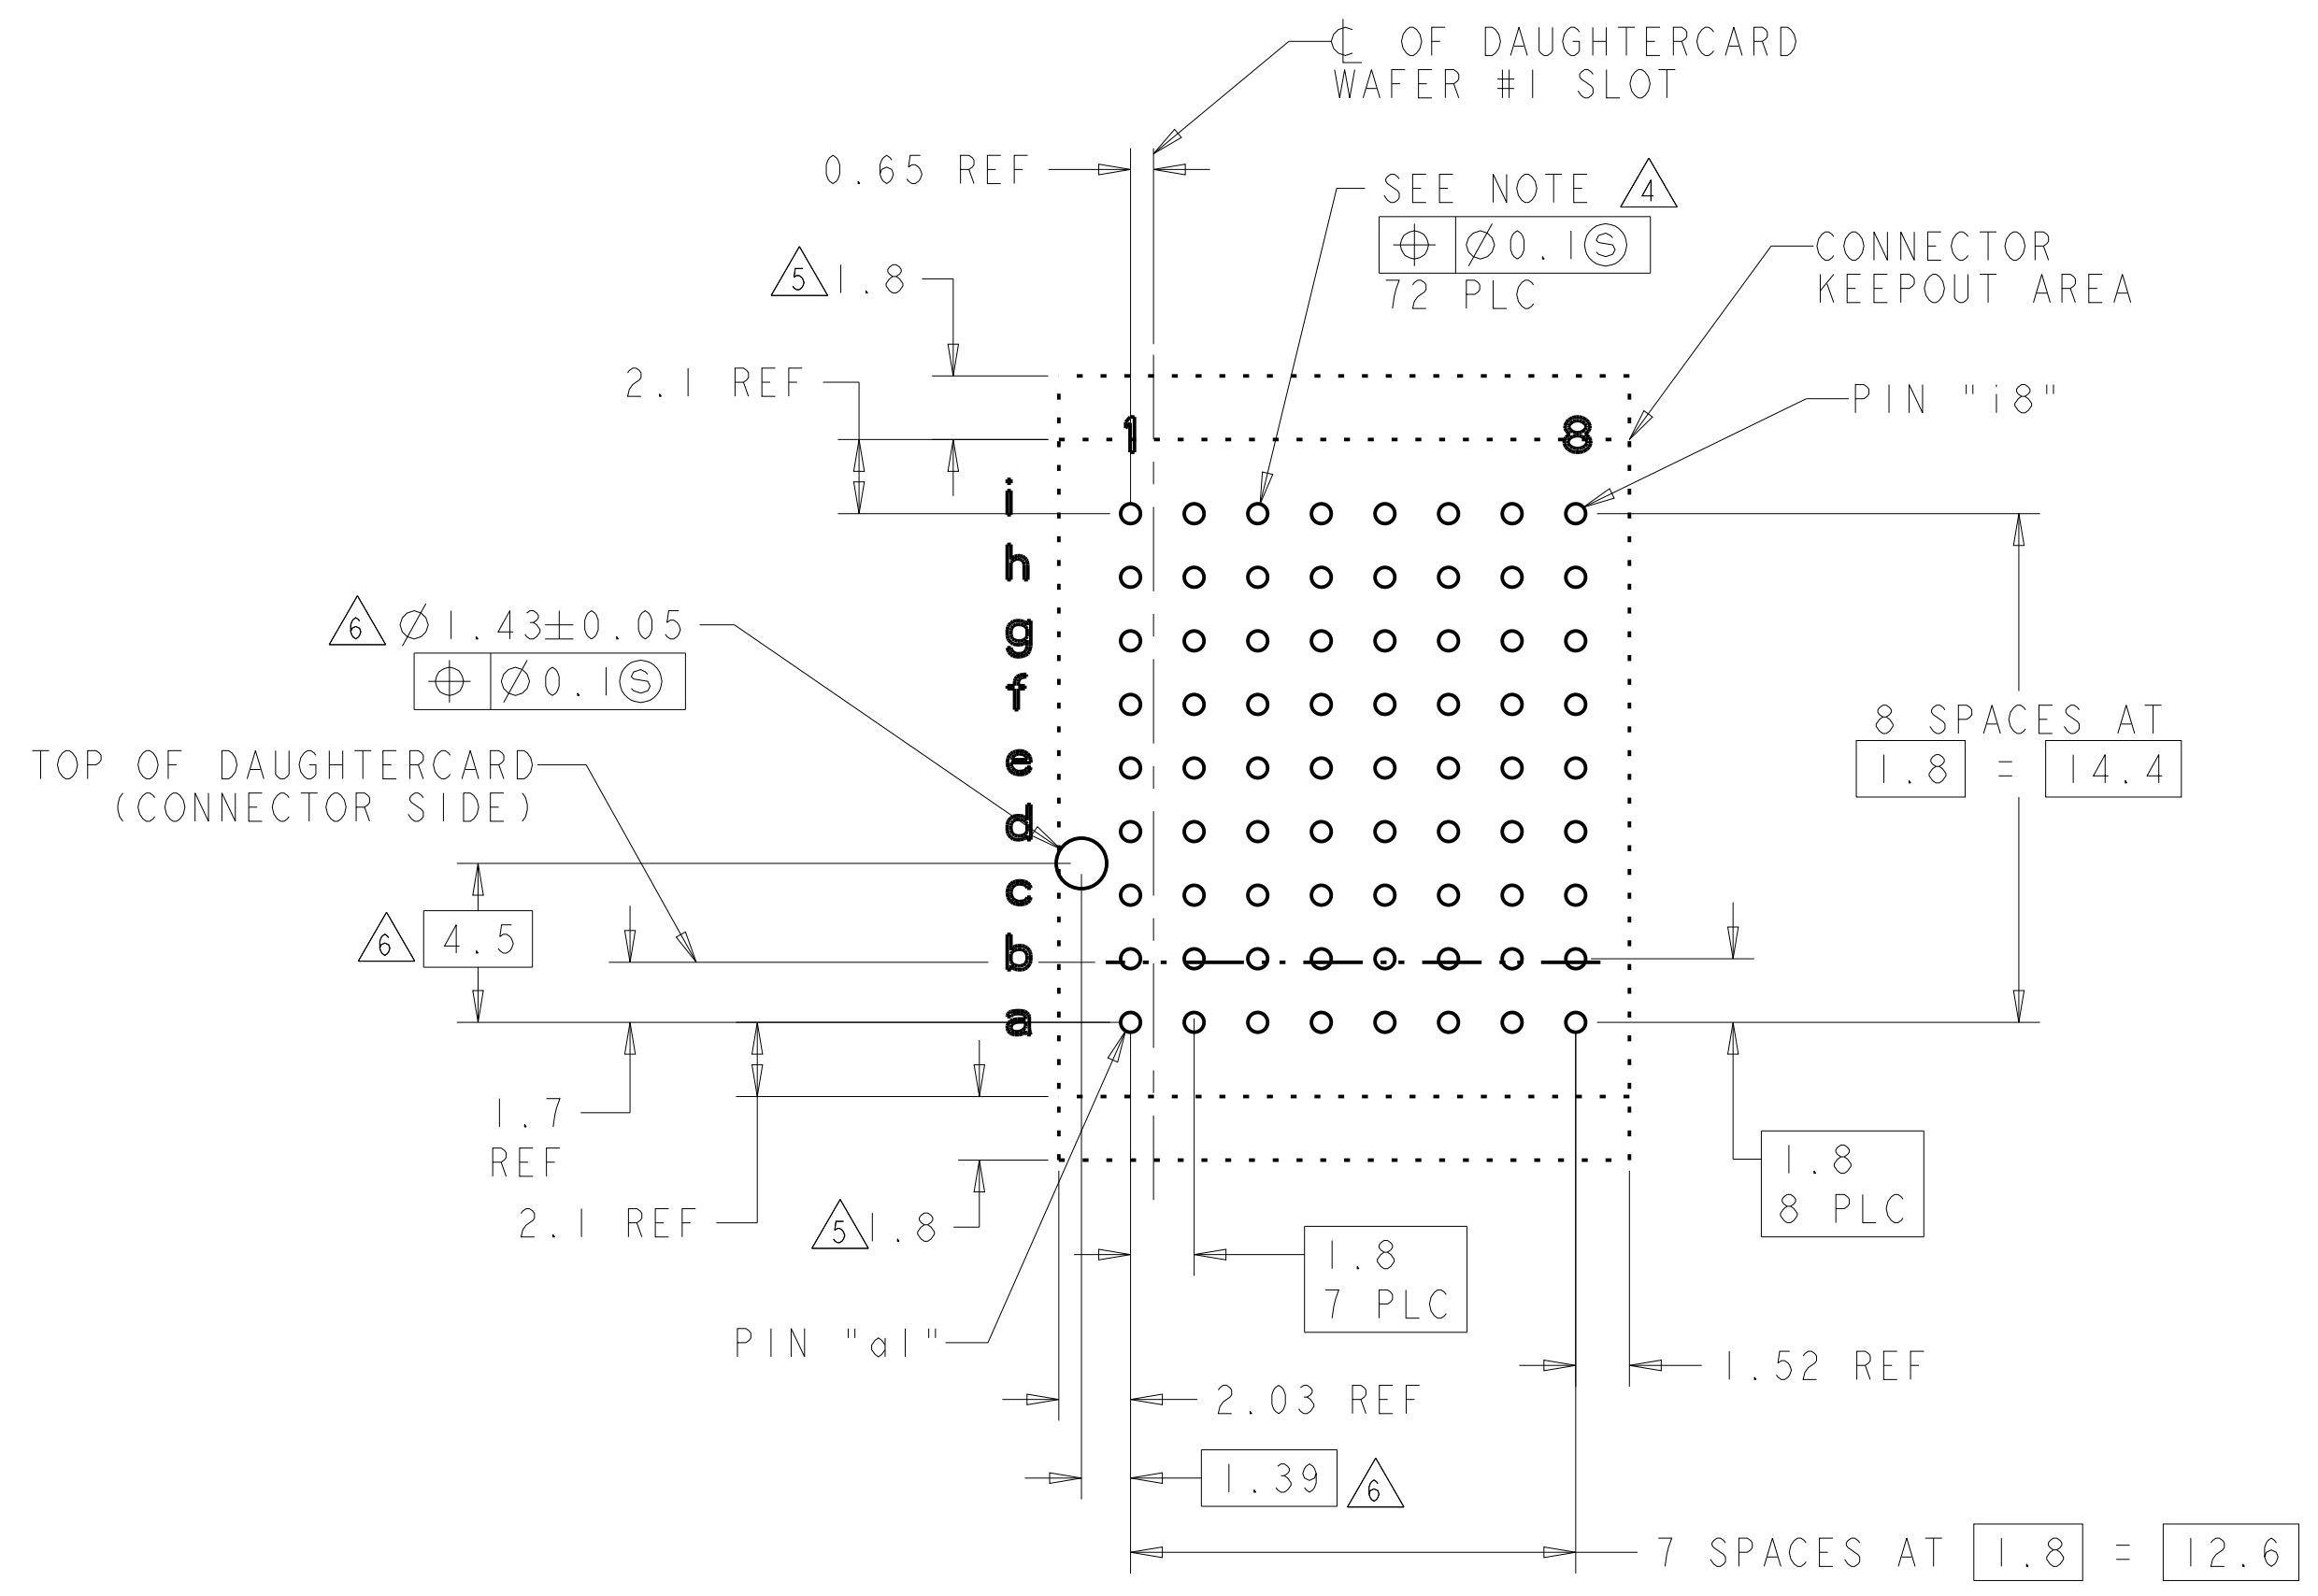 ℄ OF DAUGHTERCARD
WAFER #1 SLOT
0.65 REF
SEE NOTE 4
⌖ Ø0.1Ⓢ
72 PLC
CONNECTOR
KEEPOUT AREA
5 1.8
2.1 REF
PIN "i8"
1 8
i
h
g
f
e
d
c
b
a
6 Ø1.43±0.05
⌖ Ø0.1Ⓢ
TOP OF DAUGHTERCARD
(CONNECTOR SIDE)
8 SPACES AT
1.8 = 14.4
6 4.5
1.7
REF
2.1 REF
5 1.8
1.8
8 PLC
1.8
7 PLC
PIN "a1"
1.52 REF
2.03 REF
1.39 6
7 SPACES AT 1.8 = 12.6